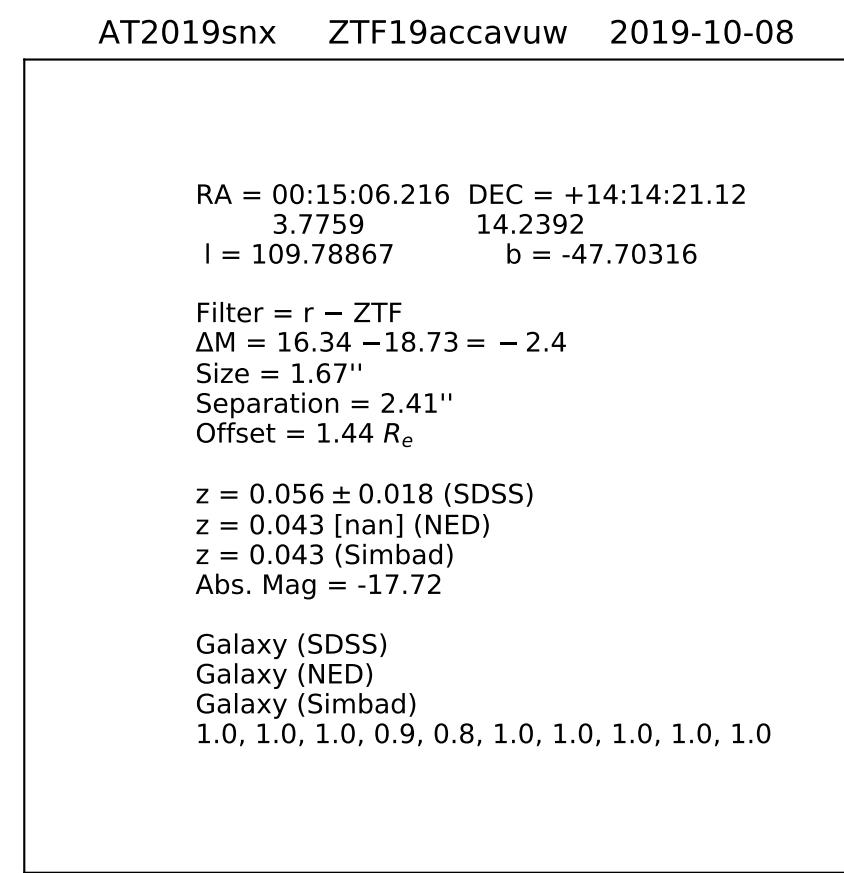 AT2019snx ZTF19accavuw 2019-10-08
RA = 00:15:06.216 DEC = +14:14:21.12
3.7759 14.2392
l = 109.78867 b = -47.70316
Filter = r − ZTF
ΔM = 16.34 −18.73 = − 2.4
Size = 1.67''
Separation = 2.41''
Offset = 1.44 Rₑ
z = 0.056 ± 0.018 (SDSS)
z = 0.043 [nan] (NED)
z = 0.043 (Simbad)
Abs. Mag = -17.72
Galaxy (SDSS)
Galaxy (NED)
Galaxy (Simbad)
1.0, 1.0, 1.0, 0.9, 0.8, 1.0, 1.0, 1.0, 1.0, 1.0